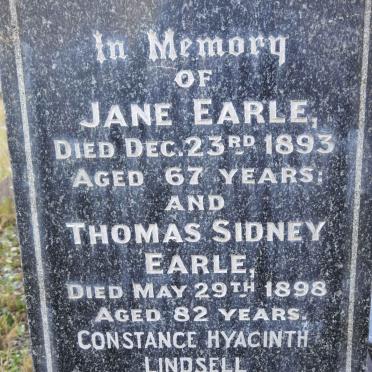 In Memory
OF
JANE EARLE,
DIED DEC. 23RD 1893
AGED 67 YEARS:
AND
THOMAS SIDNEY
EARLE,
DIED MAY 29TH 1898
AGED 82 YEARS.
CONSTANCE HYACINTH
LINDSELL